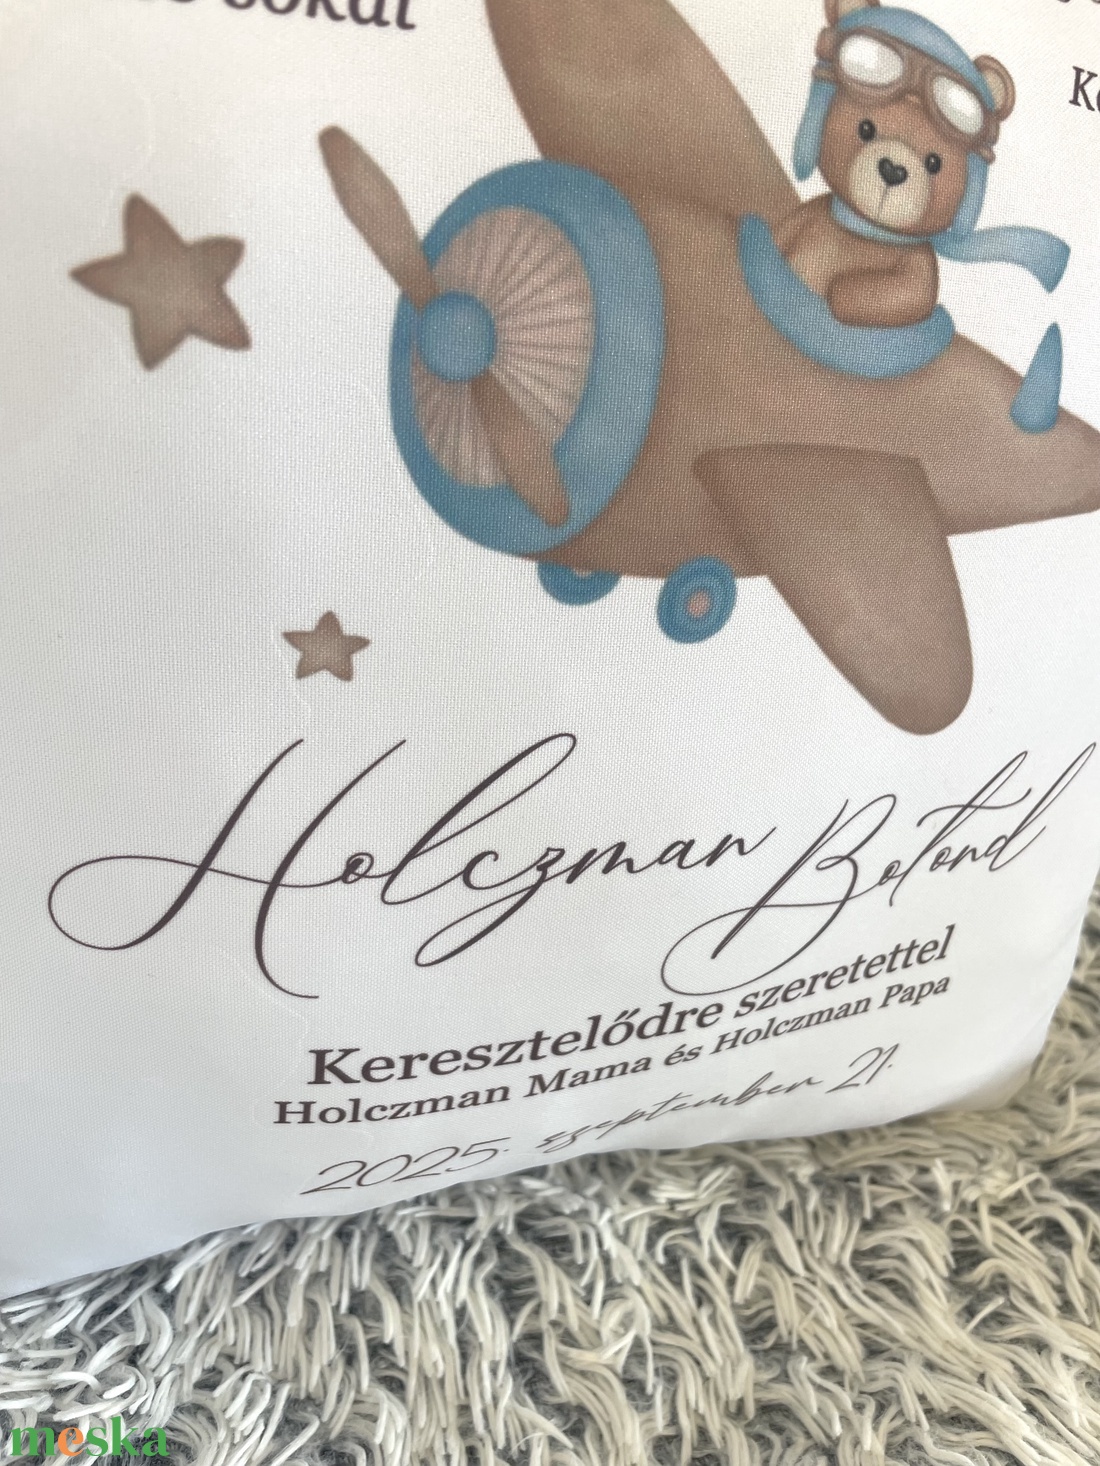 sokat
Holczman Botond
Keresztelődre szeretettel
Holczman Mama és Holczman Papa
2025. szeptember 21.
meska